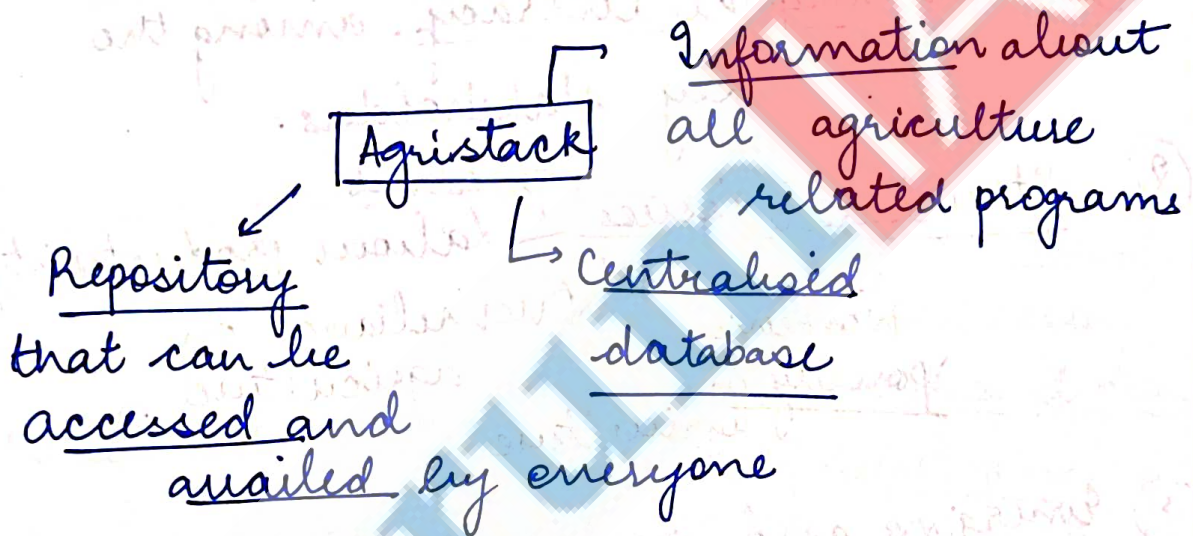 Agristack
Information about
all agriculture
related programs
Repository
that can be
accessed and
availed by everyone
Centralised
database